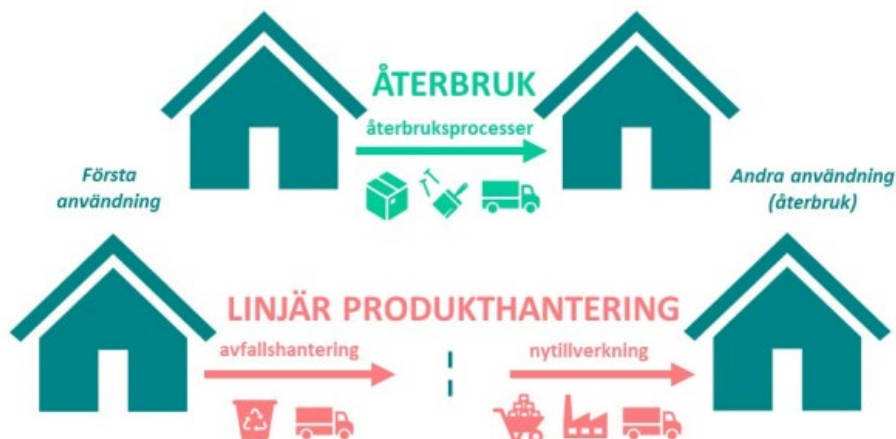 ÅTERBRUK
återbruksprocesser
Första
användning
Andra användning
(återbruk)
LINJÄR PRODUKTHANTERING
avfallshantering
nytillverkning